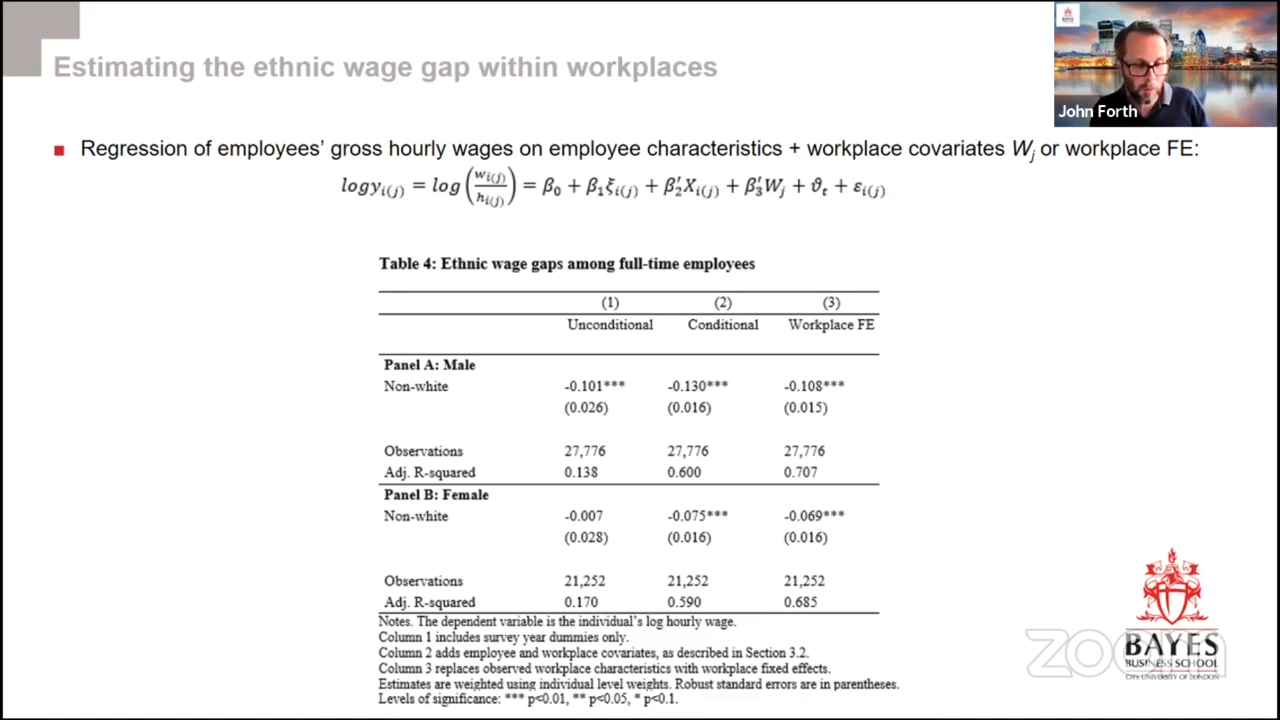 Estimating the ethnic wage gap within workplaces
John Forth
■ Regression of employees' gross hourly wages on employee characteristics + workplace covariates Wj or workplace FE:
logy_i(j) = log(w_i(j)/h_i(j)) = β₀ + β₁ξ_i(j) + β′₂X_i(j) + β′₃W_j + ϑ_t + ε_i(j)
Table 4: Ethnic wage gaps among full-time employees
(1) (2) (3)
Unconditional Conditional Workplace FE
Panel A: Male
Non-white -0.101*** -0.130*** -0.108***
(0.026) (0.016) (0.015)
Observations 27,776 27,776 27,776
Adj. R-squared 0.138 0.600 0.707
Panel B: Female
Non-white -0.007 -0.075*** -0.069***
(0.028) (0.016) (0.016)
Observations 21,252 21,252 21,252
Adj. R-squared 0.170 0.590 0.685
Notes. The dependent variable is the individual's log hourly wage.
Column 1 includes survey year dummies only.
Column 2 adds employee and workplace covariates, as described in Section 3.2.
Column 3 replaces observed workplace characteristics with workplace fixed effects.
Estimates are weighted using individual level weights. Robust standard errors are in parentheses.
Levels of significance: *** p<0.01, ** p<0.05, * p<0.1.
zoom
BAYES
BUSINESS SCHOOL
CITY UNIVERSITY OF LONDON